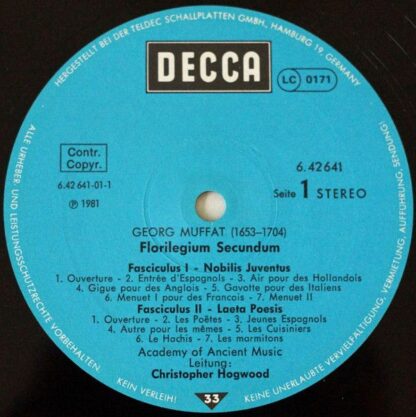 HERGESTELLT BEI DER TELDEC SCHALLPLATTEN GMBH, HAMBURG 19, GERMANY
DECCA
LC 0171
Contr.
Copyr.
6.42 641-01-1
Ⓟ 1981
6.42641
Seite 1 STEREO
GEORG MUFFAT (1653–1704)
Florilegium Secundum
Fasciculus I - Nobilis Juventus
1. Ouverture - 2. Entrée d'Espagnols - 3. Air pour des Hollandois
4. Gigue pour des Anglois - 5. Gavotte pour des Italiens
6. Menuet I pour des Francois - 7. Menuet II
Fasciculus II - Laeta Poesis
1. Ouverture - 2. Les Poëtes - 3. Jeunes Espagnols
4. Autre pour les mêmes - 5. Les Cuisiniers
6. Le Hachis - 7. Les marmitons
Academy of Ancient Music
Leitung:
Christopher Hogwood
ALLE URHEBER- UND LEISTUNGSSCHUTZRECHTE VORBEHALTEN
KEIN VERLEIH!
33
KEINE UNERLAUBTE VERVIELFÄLTIGUNG, VERMIETUNG, AUFFÜHRUNG, SENDUNG!